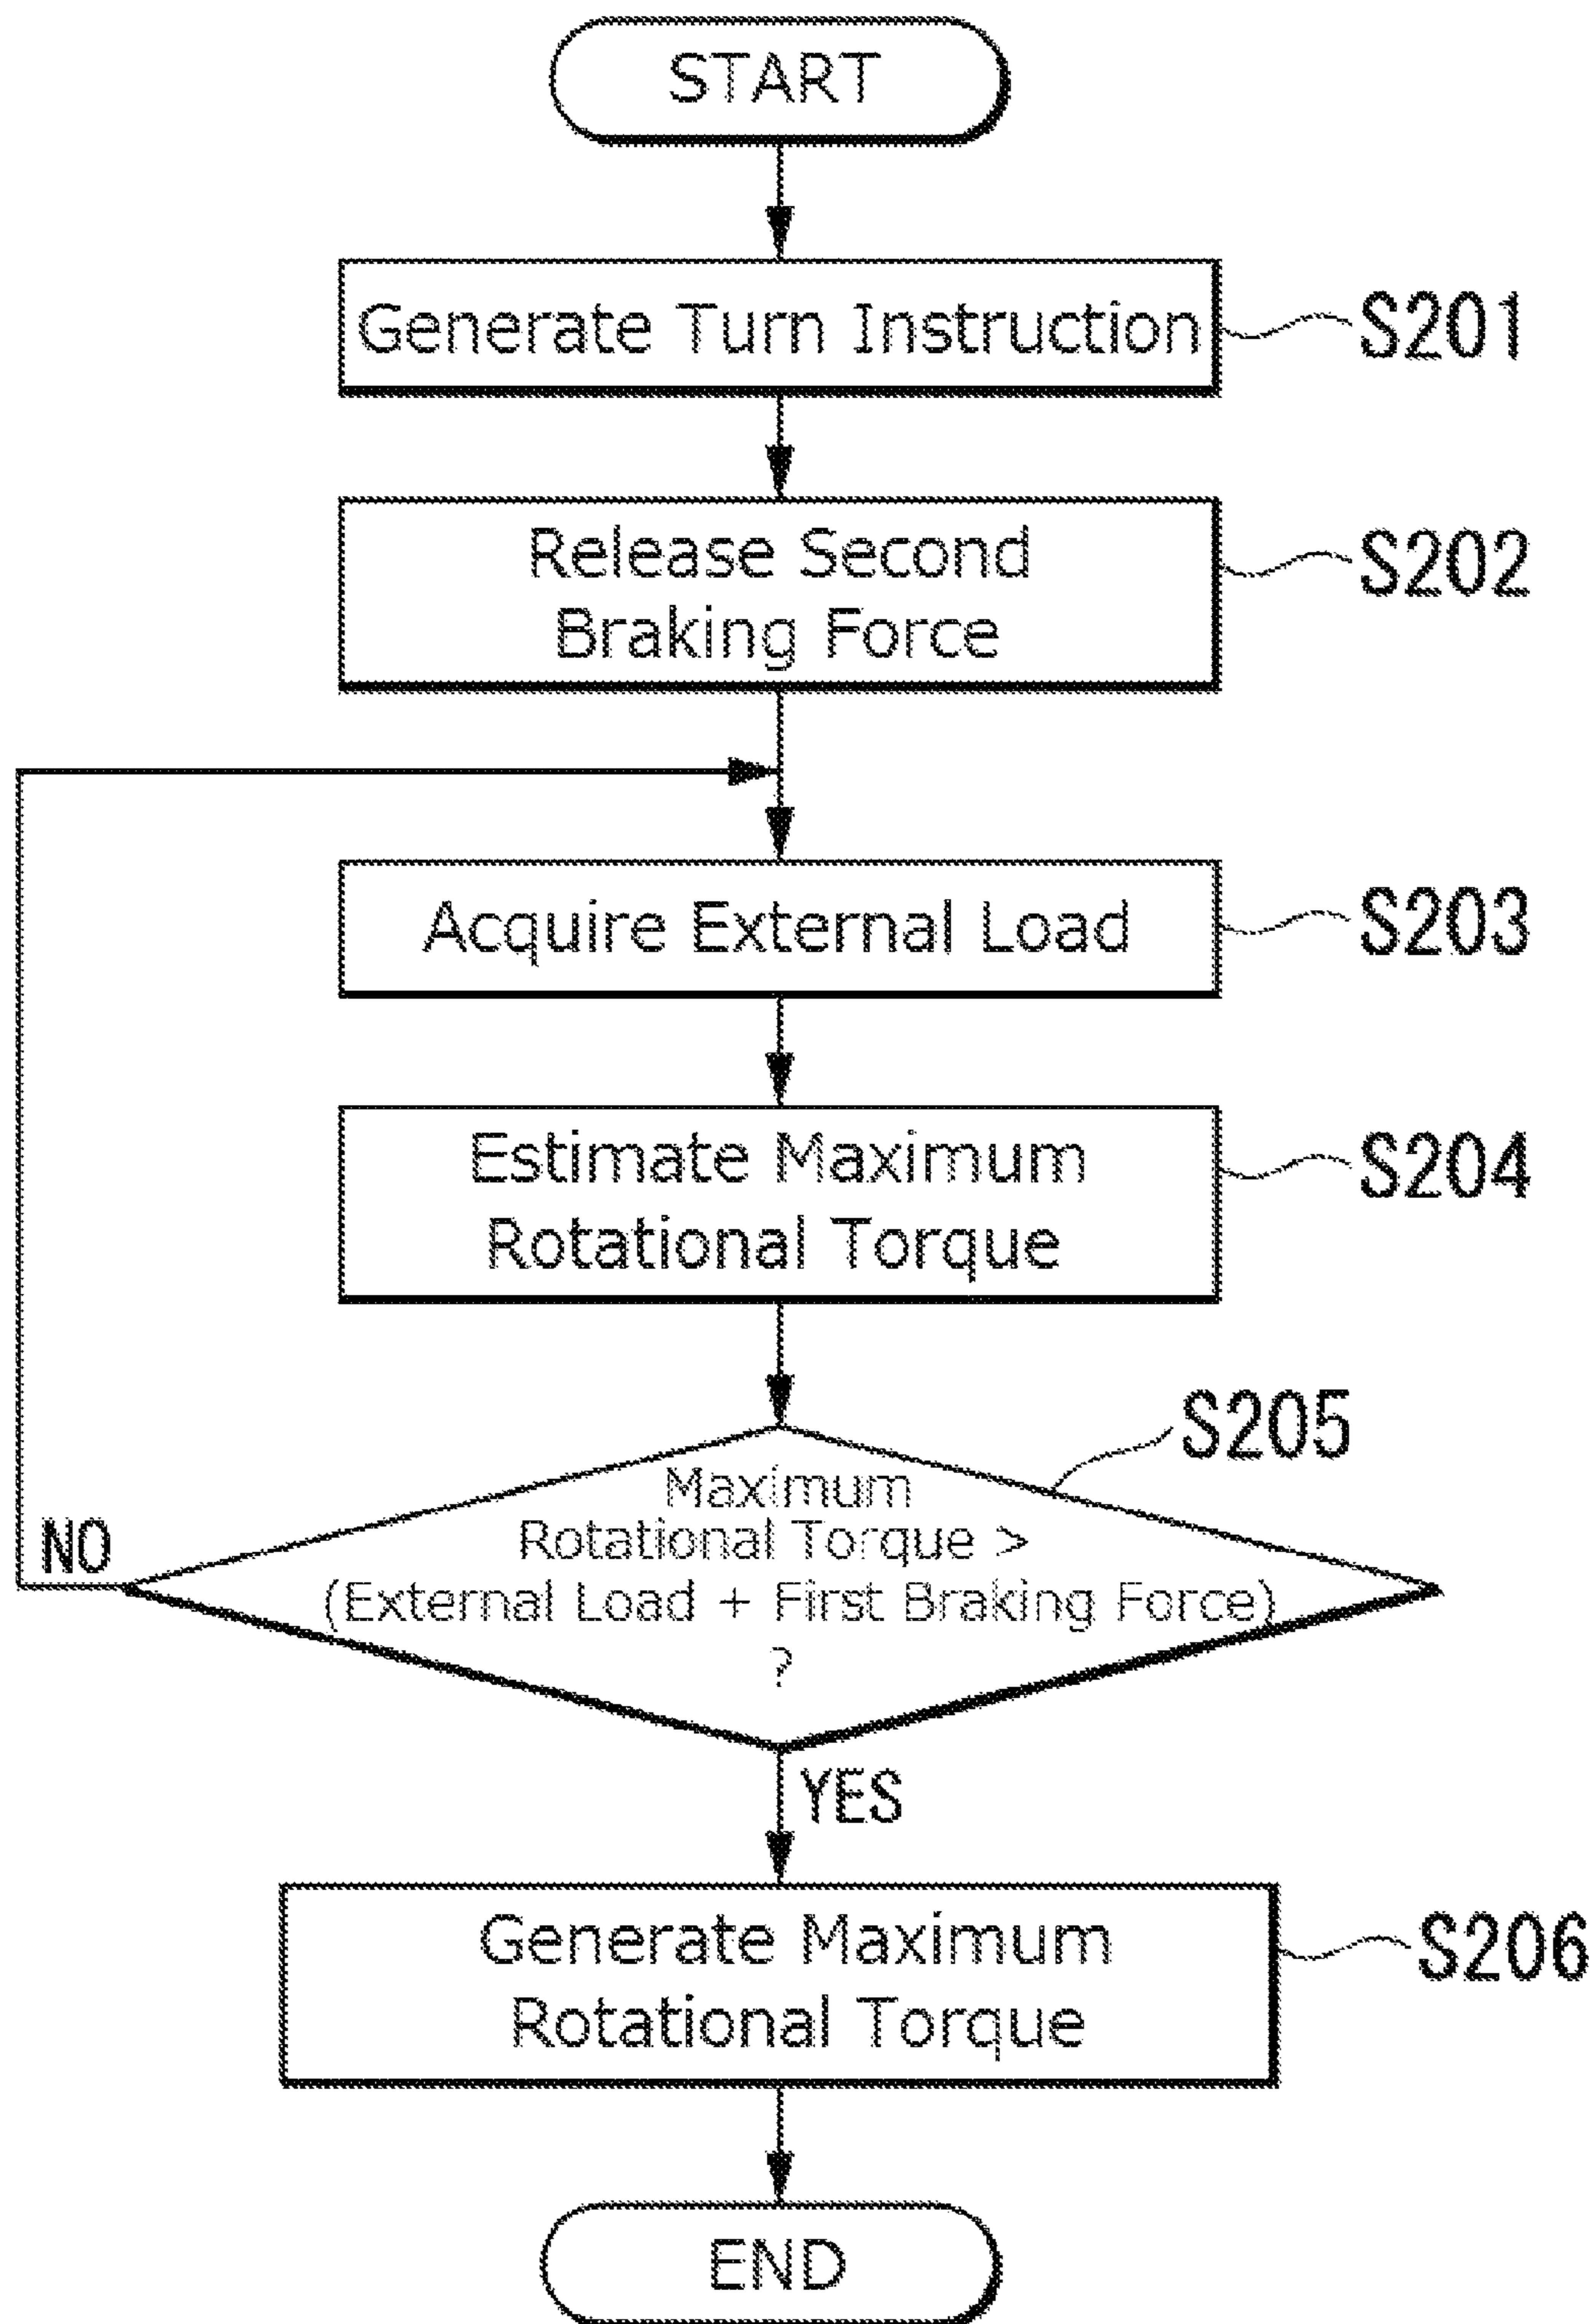 START
Generate Turn Instruction
S201
Release Second
Braking Force
S202
Acquire External Load
S203
Estimate Maximum
Rotational Torque
S204
S205
Maximum
Rotational Torque >
(External Load + First Braking Force)
?
NO
YES
Generate Maximum
Rotational Torque
S206
END